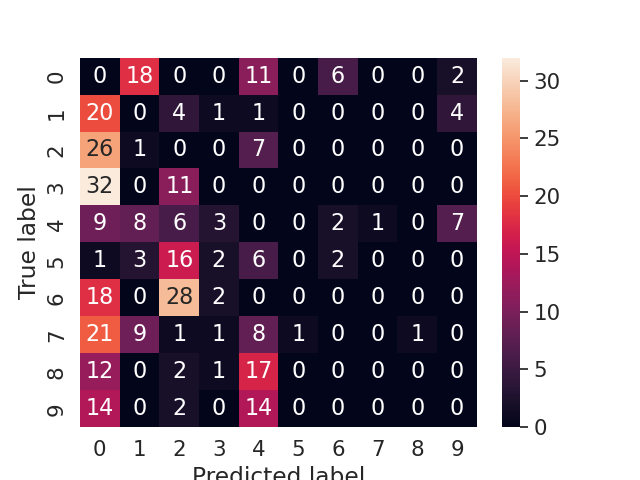 0 0 18 0 0 11 0 6 0 0 2
1 20 0 4 1 1 0 0 0 0 4
2 26 1 0 0 7 0 0 0 0 0
3 32 0 11 0 0 0 0 0 0 0
4 9 8 6 3 0 0 2 1 0 7
5 1 3 16 2 6 0 2 0 0 0
6 18 0 28 2 0 0 0 0 0 0
7 21 9 1 1 8 1 0 0 1 0
8 12 0 2 1 17 0 0 0 0 0
9 14 0 2 0 14 0 0 0 0 0
0 1 2 3 4 5 6 7 8 9
True label
Predicted label
30
25
20
15
10
5
0